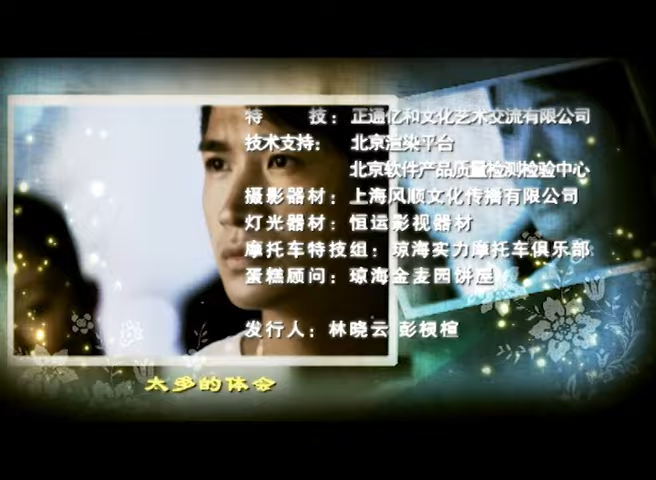 特 技：正通亿和文化艺术交流有限公司
技术支持：北京渲染平台
北京软件产品质量检测检验中心
摄影器材：上海风顺文化传播有限公司
灯光器材：恒运影视器材
摩托车特技组：琼海实力摩托车俱乐部
蛋糕顾问：琼海金麦园饼屋
发行人：林晓云 彭楥楦
太多的体会